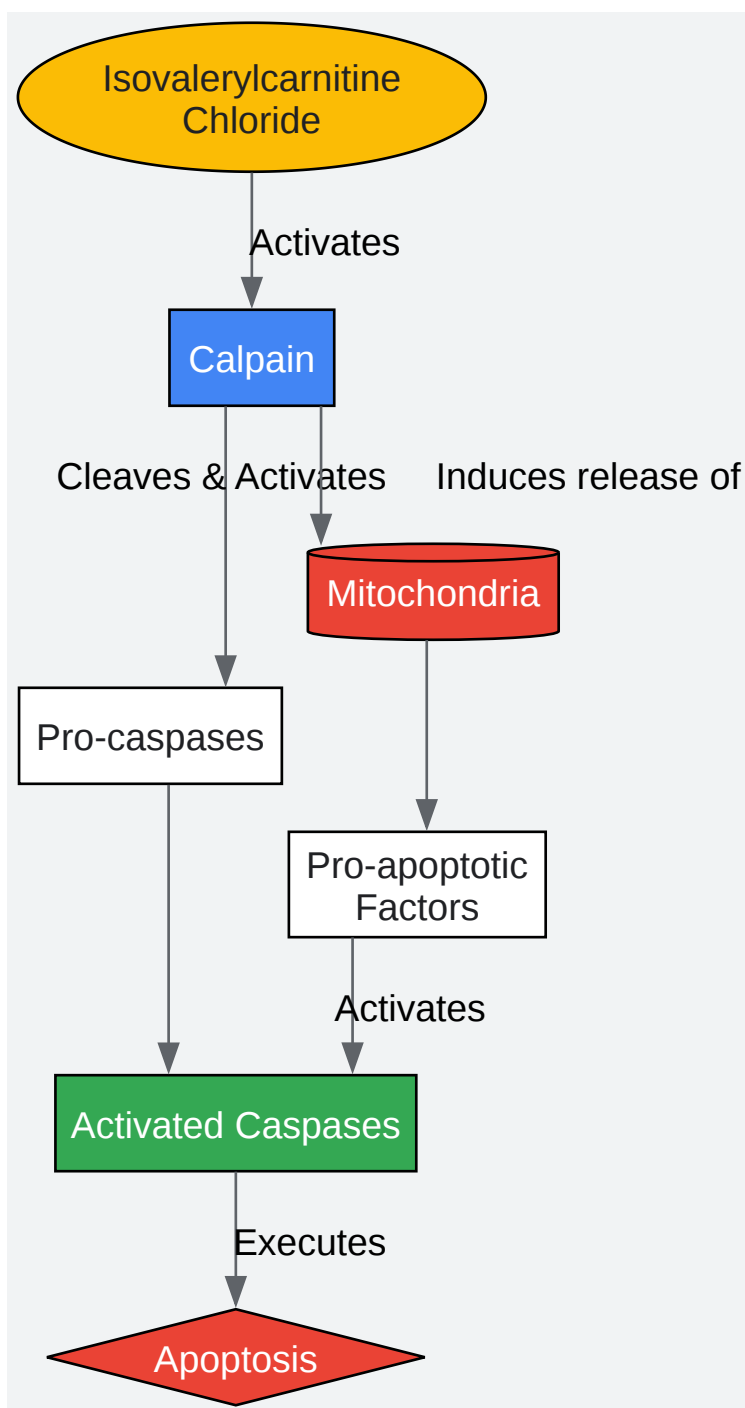 Isovalerylcarnitine
Chloride
Activates
Calpain
Cleaves & Activates
Induces release of
Mitochondria
Pro-caspases
Pro-apoptotic
Factors
Activates
Activated Caspases
Executes
Apoptosis